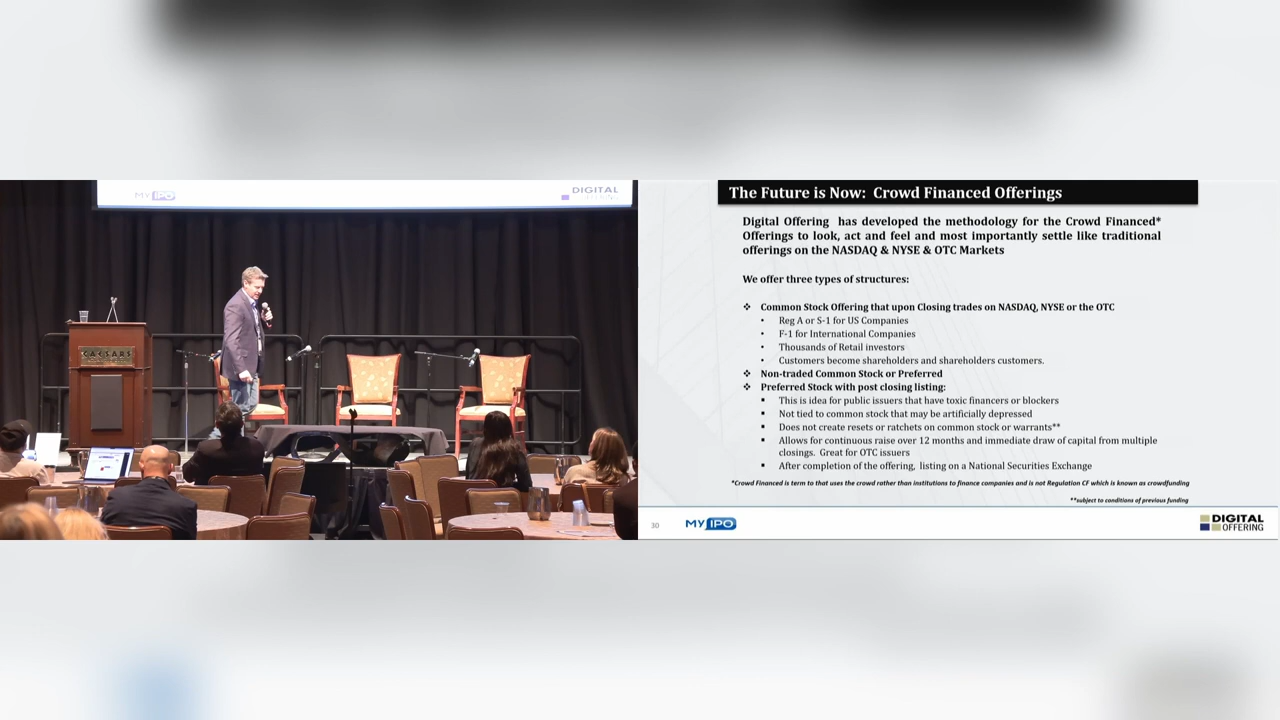 MY IPO
DIGITAL
CAESARS
The Future is Now: Crowd Financed Offerings
Digital Offering has developed the methodology for the Crowd Financed*
Offerings to look, act and feel and most importantly settle like traditional
offerings on the NASDAQ & NYSE & OTC Markets
We offer three types of structures:
❖ Common Stock Offering that upon Closing trades on NASDAQ, NYSE or the OTC
• Reg A or S-1 for US Companies
• F-1 for International Companies
• Thousands of Retail investors
• Customers become shareholders and shareholders customers.
❖ Non-traded Common Stock or Preferred
❖ Preferred Stock with post closing listing:
▪ This is idea for public issuers that have toxic financers or blockers
▪ Not tied to common stock that may be artificially depressed
▪ Does not create resets or ratchets on common stock or warrants**
▪ Allows for continuous raise over 12 months and immediate draw of capital from multiple
closings. Great for OTC issuers
▪ After completion of the offering, listing on a National Securities Exchange
*Crowd Financed is term to that uses the crowd rather than institutions to finance companies and is not Regulation CF which is known as crowdfunding
**subject to conditions of previous funding
30
MY IPO
DIGITAL
OFFERING